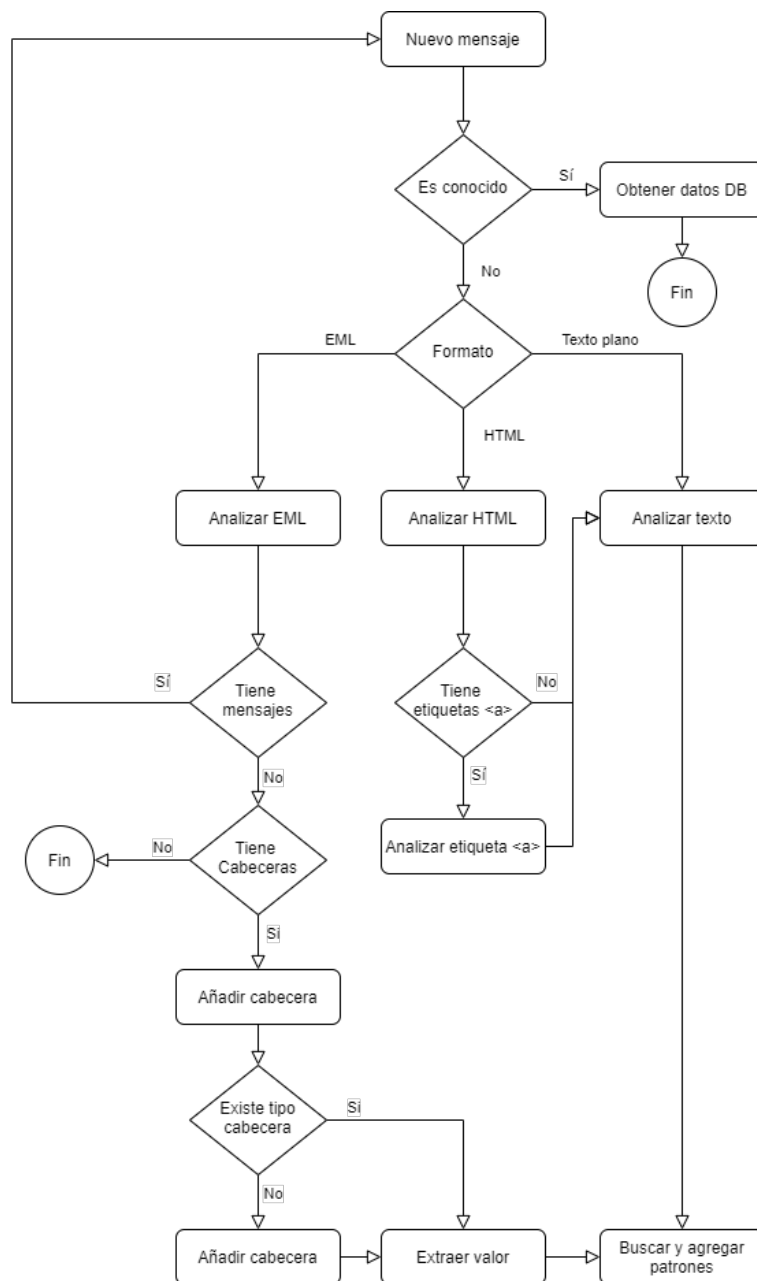 Nuevo mensaje
Es conocido
Sí
Obtener datos DB
No
Fin
EML
Formato
Texto plano
HTML
Analizar EML
Analizar HTML
Analizar texto
Sí
Tiene
mensajes
Tiene
etiquetas <a>
No
No
Sí
Fin
No
Tiene
Cabeceras
Analizar etiqueta <a>
Si
Añadir cabecera
Existe tipo
cabecera
Si
No
Añadir cabecera
Extraer valor
Buscar y agregar
patrones